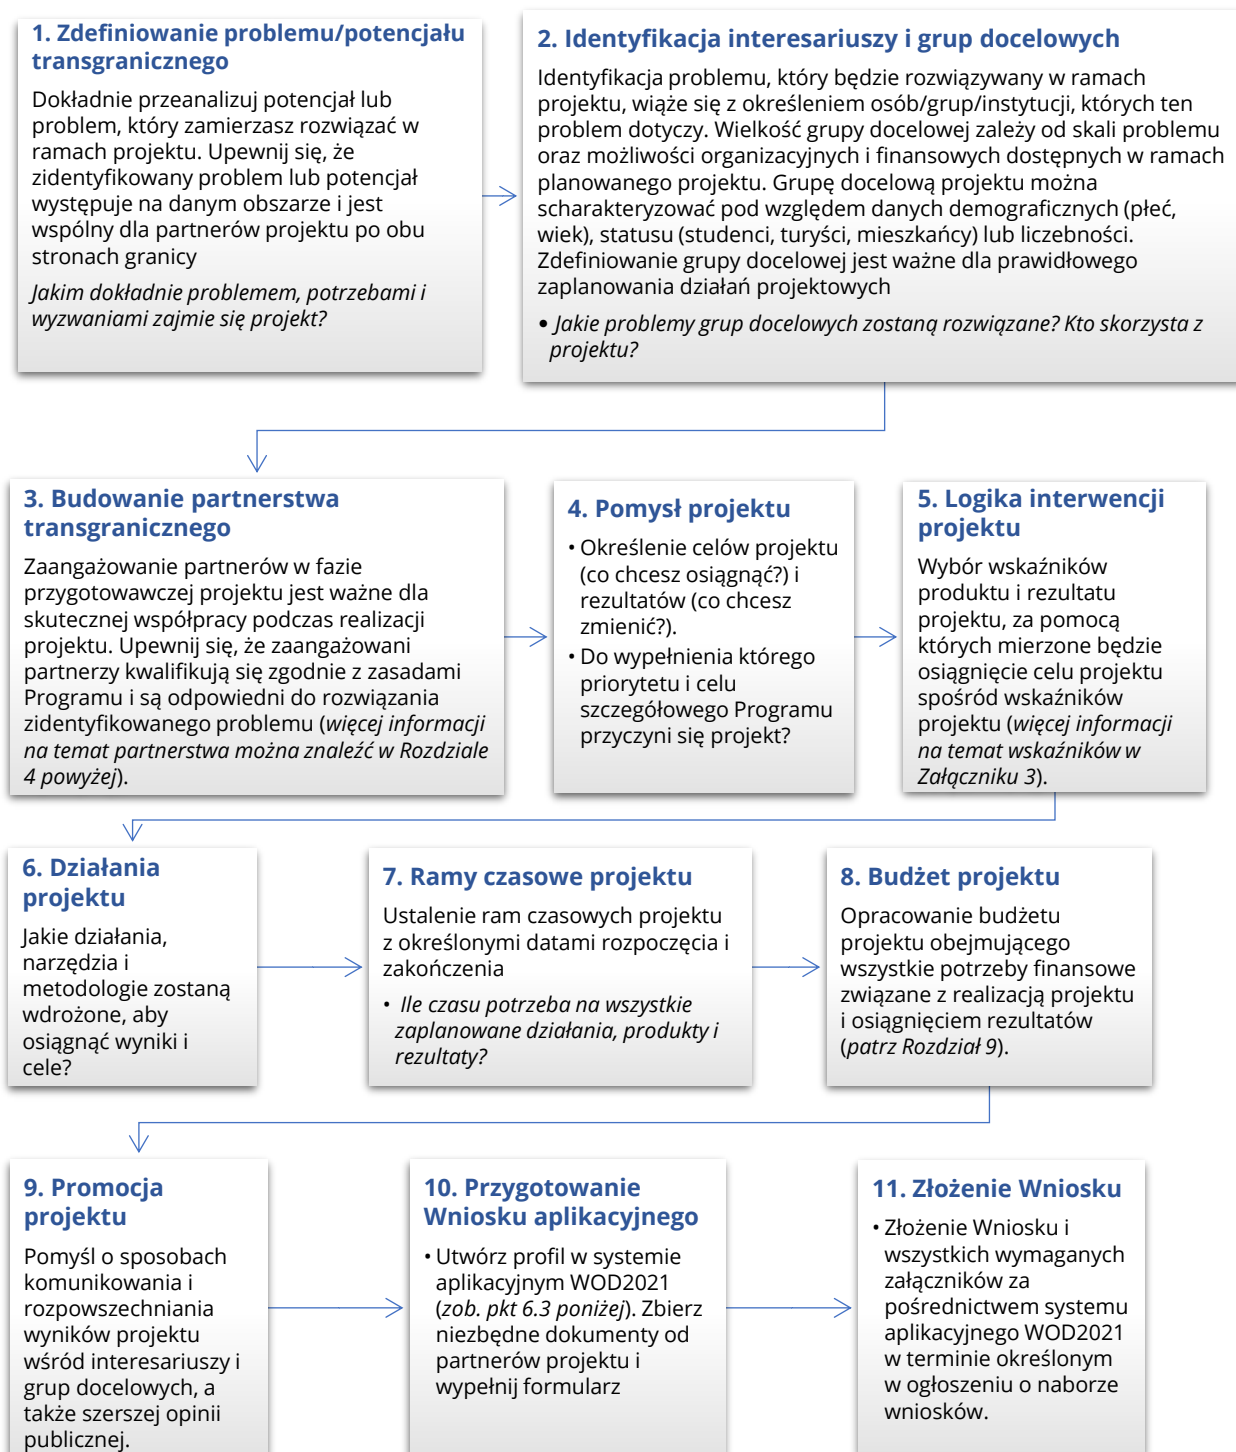 1. Zdefiniowanie problemu/potencjału
transgranicznego
Dokładnie przeanalizuj potencjał lub
problem, który zamierzasz rozwiązać w
ramach projektu. Upewnij się, że
zidentyfikowany problem lub potencjał
występuje na danym obszarze i jest
wspólny dla partnerów projektu po obu
stronach granicy
Jakim dokładnie problemem, potrzebami i
wyzwaniami zajmie się projekt?
2. Identyfikacja interesariuszy i grup docelowych
Identyfikacja problemu, który będzie rozwiązywany w ramach
projektu, wiąże się z określeniem osób/grup/instytucji, których ten
problem dotyczy. Wielkość grupy docelowej zależy od skali problemu
oraz możliwości organizacyjnych i finansowych dostępnych w ramach
planowanego projektu. Grupę docelową projektu można
scharakteryzować pod względem danych demograficznych (płeć,
wiek), statusu (studenci, turyści, mieszkańcy) lub liczebności.
Zdefiniowanie grupy docelowej jest ważne dla prawidłowego
zaplanowania działań projektowych
• Jakie problemy grup docelowych zostaną rozwiązane? Kto skorzysta z
projektu?
3. Budowanie partnerstwa
transgranicznego
Zaangażowanie partnerów w fazie
przygotowawczej projektu jest ważne dla
skutecznej współpracy podczas realizacji
projektu. Upewnij się, że zaangażowani
partnerzy kwalifikują się zgodnie z zasadami
Programu i są odpowiedni do rozwiązania
zidentyfikowanego problemu (więcej informacji
na temat partnerstwa można znaleźć w Rozdziale
4 powyżej).
4. Pomysł projektu
• Określenie celów projektu
(co chcesz osiągnąć?) i
rezultatów (co chcesz
zmienić?).
• Do wypełnienia którego
priorytetu i celu
szczegółowego Programu
przyczyni się projekt?
5. Logika interwencji
projektu
Wybór wskaźników
produktu i rezultatu
projektu, za pomocą
których mierzone będzie
osiągnięcie celu projektu
spośród wskaźników
projektu (więcej informacji
na temat wskaźników w
Załączniku 3).
6. Działania
projektu
Jakie działania,
narzędzia i
metodologie zostaną
wdrożone, aby
osiągnąć wyniki i
cele?
7. Ramy czasowe projektu
Ustalenie ram czasowych projektu
z określonymi datami rozpoczęcia i
zakończenia
• Ile czasu potrzeba na wszystkie
zaplanowane działania, produkty i
rezultaty?
8. Budżet projektu
Opracowanie budżetu
projektu obejmującego
wszystkie potrzeby finansowe
związane z realizacją projektu
i osiągnięciem rezultatów
(patrz Rozdział 9).
9. Promocja
projektu
Pomyśl o sposobach
komunikowania i
rozpowszechniania
wyników projektu
wśród interesariuszy i
grup docelowych, a
także szerszej opinii
publicznej.
10. Przygotowanie
Wniosku aplikacyjnego
• Utwórz profil w systemie
aplikacyjnym WOD2021
(zob. pkt 6.3 poniżej). Zbierz
niezbędne dokumenty od
partnerów projektu i
wypełnij formularz
11. Złożenie Wniosku
• Złożenie Wniosku i
wszystkich wymaganych
załączników za
pośrednictwem systemu
aplikacyjnego WOD2021
w terminie określonym
w ogłoszeniu o naborze
wniosków.